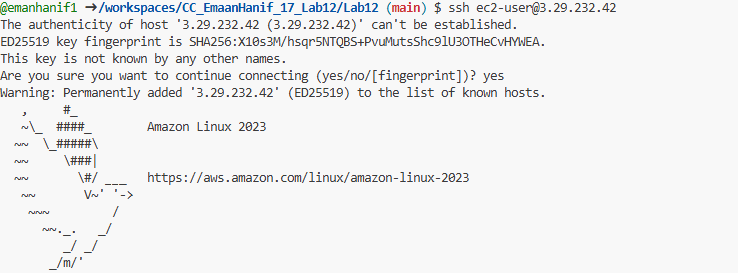 @emanhanif1 ➜/workspaces/CC_EmaanHanif_17_Lab12/Lab12 (main) $ ssh ec2-user@3.29.232.42
The authenticity of host '3.29.232.42 (3.29.232.42)' can't be established.
ED25519 key fingerprint is SHA256:X10s3M/hsqr5NTQBS+PvuMutsShc9lU3OTHeCvHYWEA.
This key is not known by any other names.
Are you sure you want to continue connecting (yes/no/[fingerprint])? yes
Warning: Permanently added '3.29.232.42' (ED25519) to the list of known hosts.
   ,     #_
   ~\_  ####_        Amazon Linux 2023
  ~~  \_#####\
  ~~     \###|
  ~~       \#/ ___   https://aws.amazon.com/linux/amazon-linux-2023
   ~~       V~' '->
    ~~~         /
      ~~._.   _/
         _/ _/
       _/m/'